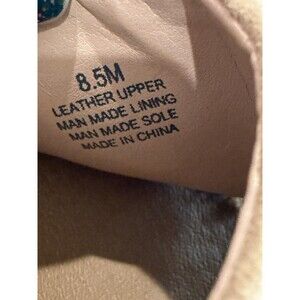 8.5M
LEATHER UPPER
MAN MADE LINING
MAN MADE SOLE
MADE IN CHINA